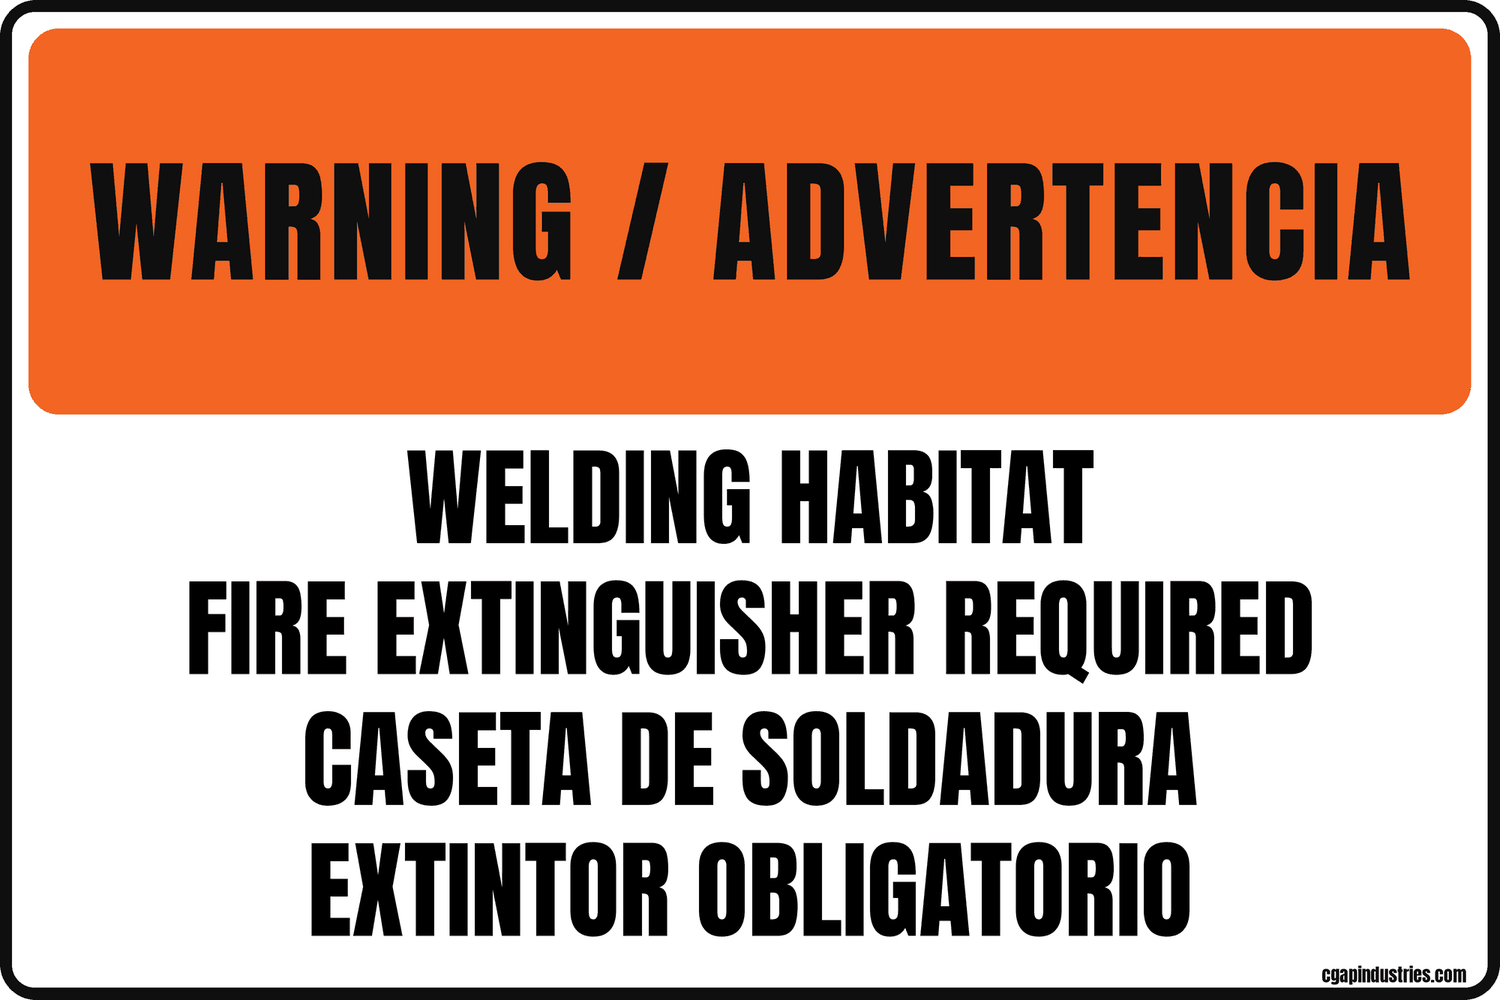 WARNING / ADVERTENCIA
WELDING HABITAT
FIRE EXTINGUISHER REQUIRED
CASETA DE SOLDADURA
EXTINTOR OBLIGATORIO
cgapindustries.com